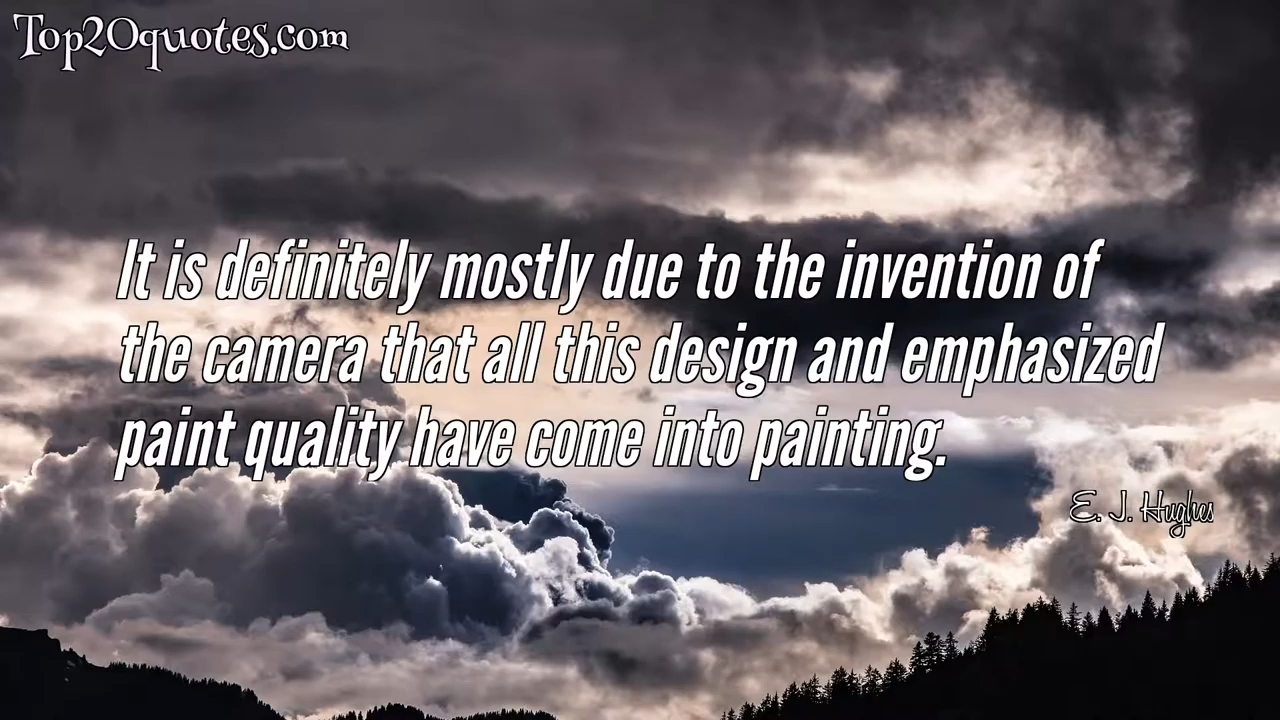 Top20quotes.com
It is definitely mostly due to the invention of
the camera that all this design and emphasized
paint quality have come into painting.
E. J. Hughes